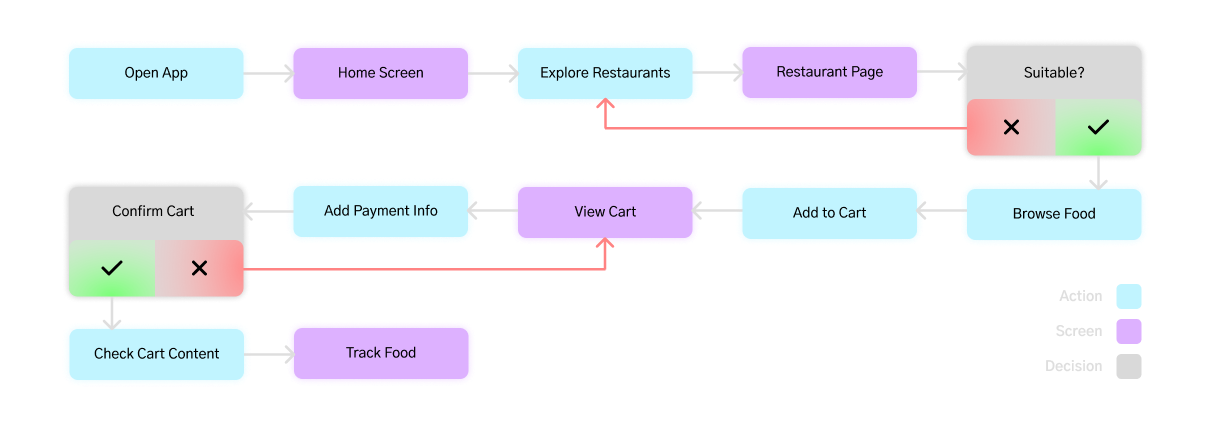 Open App
Home Screen
Explore Restaurants
Restaurant Page
Suitable?
Confirm Cart
Add Payment Info
View Cart
Add to Cart
Browse Food
Action
Screen
Decision
Check Cart Content
Track Food